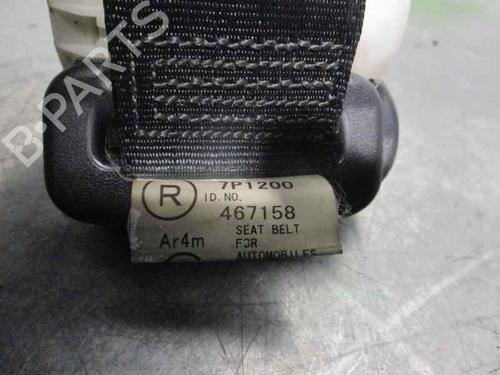 B-PARTS
7P1200
R
ID. NO.
467158
SEAT BELT
Ar4m
FOR
AUTOMOBILES